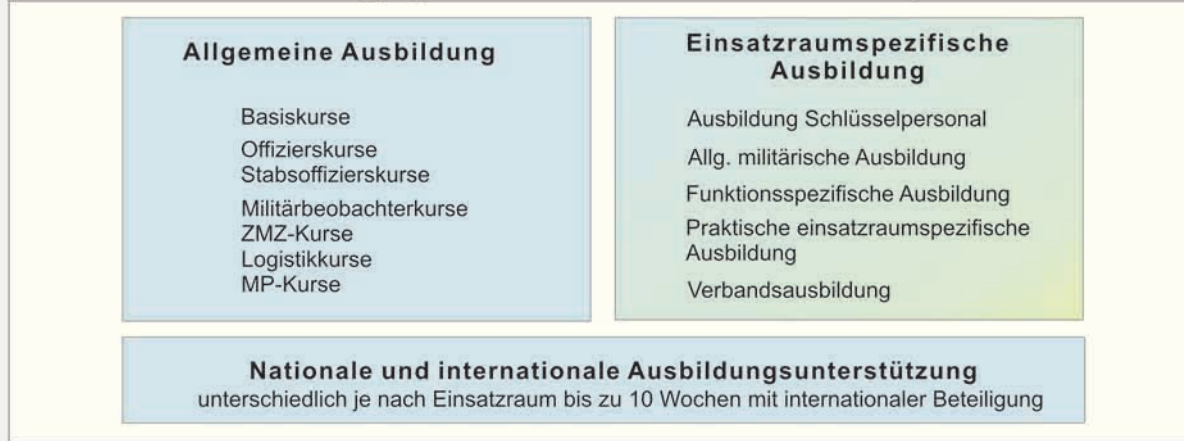 Allgemeine Ausbildung
Basiskurse
Offizierskurse
Stabsoffizierskurse
Militärbeobachterkurse
ZMZ-Kurse
Logistikkurse
MP-Kurse
Einsatzraumspezifische
Ausbildung
Ausbildung Schlüsselpersonal
Allg. militärische Ausbildung
Funktionsspezifische Ausbildung
Praktische einsatzraumspezifische
Ausbildung
Verbandsausbildung
Nationale und internationale Ausbildungsunterstützung
unterschiedlich je nach Einsatzraum bis zu 10 Wochen mit internationaler Beteiligung